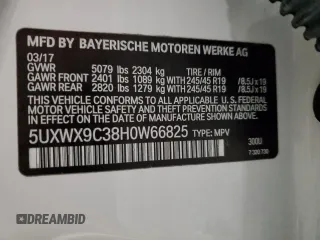 MFD BY BAYERISCHE MOTOREN WERKE AG
03/17
GVWR 5079 lbs 2304 kg TIRE / RIM
GAWR FRONT 2401 lbs 1089 kg 245/45 R19 /8.5J x 19
GAWR REAR 2820 lbs 1279 kg 245/45 R19 /8.5J x 19
THIS VEHICLE CONFORMS TO ALL APPLICABLE U.S. FEDERAL
MOTOR VEHICLE SAFETY, BUMPER, AND THEFT PREVENTION
STANDARDS IN EFFECT ON THE DATE OF MANUFACTURE SHOWN ABOVE.
5UXWX9C38H0W66825 TYPE: MPV
300U